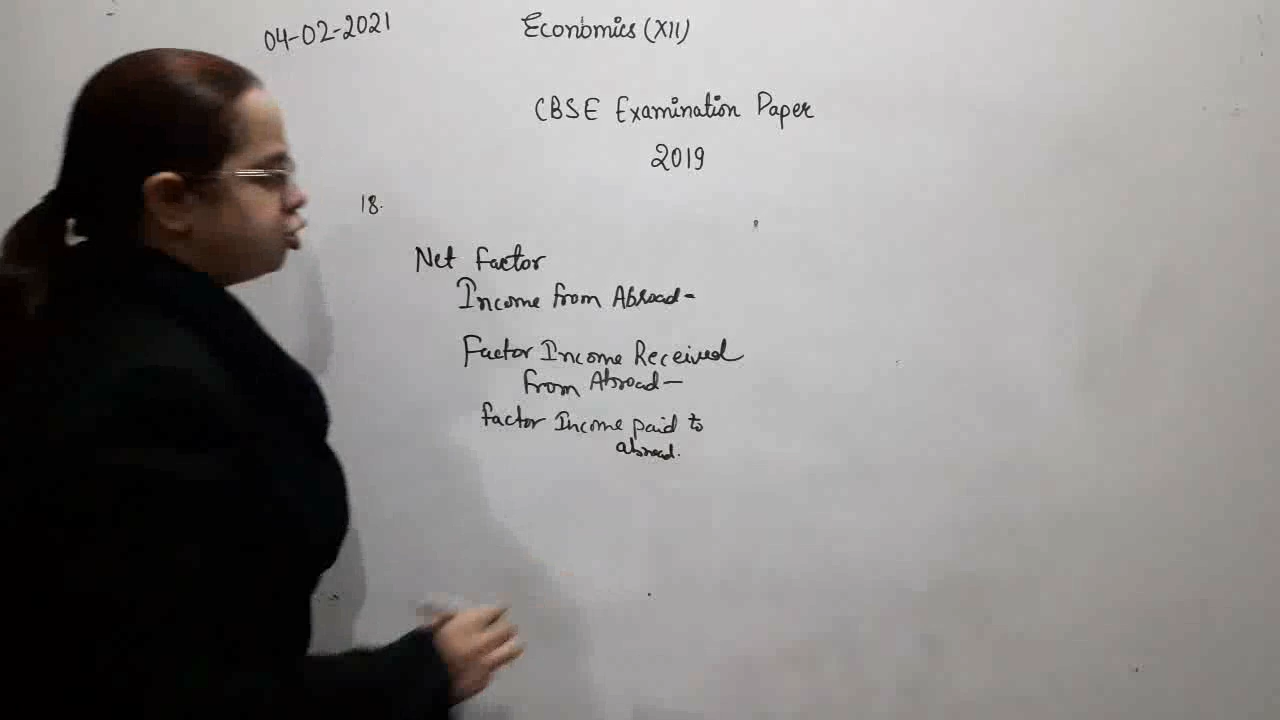 04-02-2021
Economics (XII)
CBSE Examination Paper
2019
18.
Net Factor
Income from Abroad-
Factor Income Received
from Abroad-
factor Income paid to
abroad.